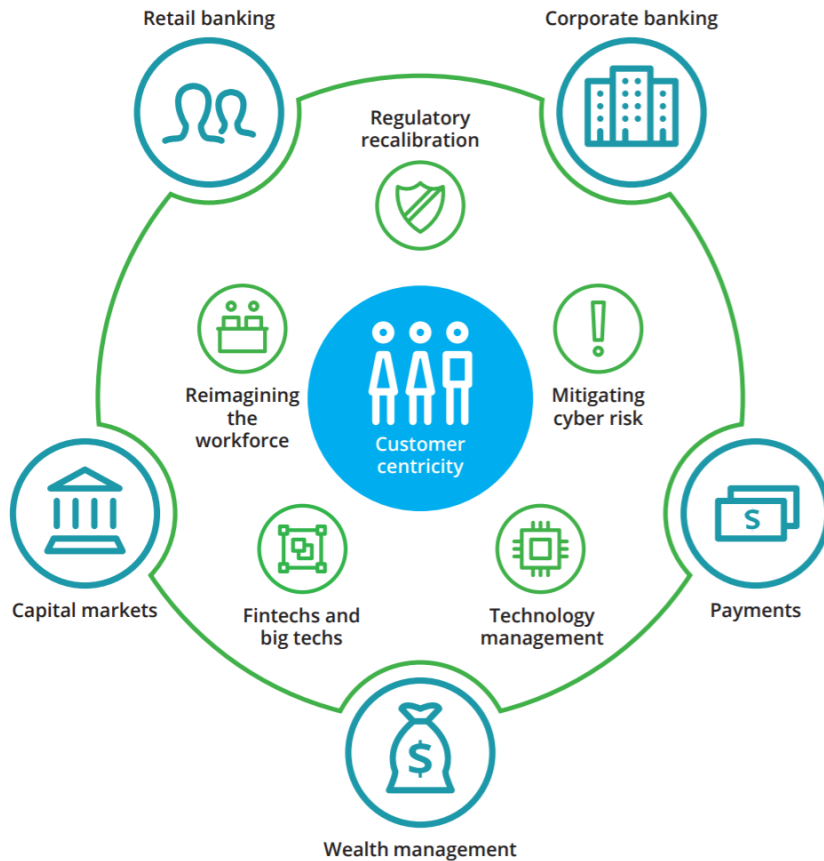 Retail banking
Corporate banking
Regulatory
recalibration
Reimagining
the
workforce
Mitigating
cyber risk
Customer
centricity
S
Capital markets
Fintechs and
big techs
Technology
management
Payments
$
Wealth management